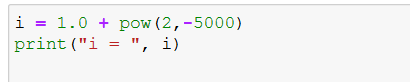 i = 1.0 + pow(2,-5000)
print("i = ", i)